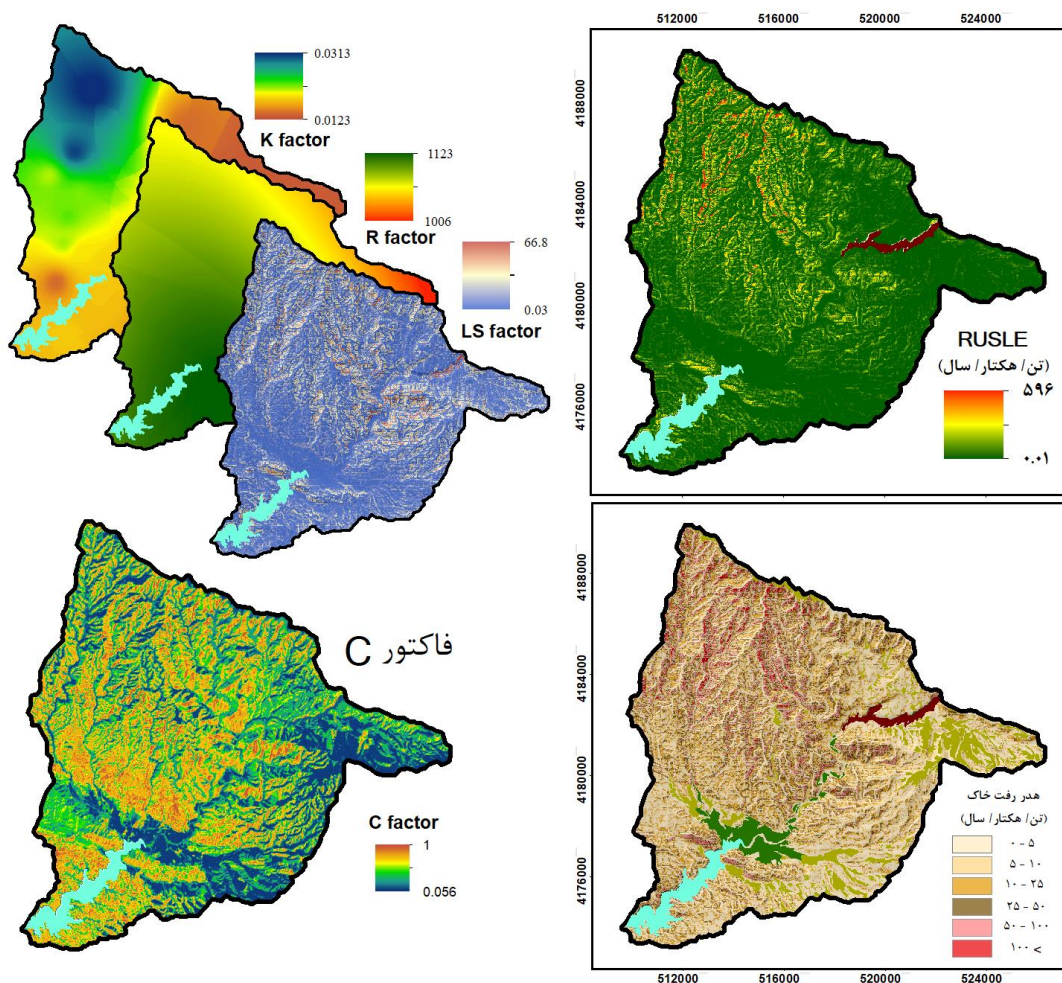 0.0313
0.0123
K factor
1123
1006
R factor
66.8
0.03
LS factor
512000
516000
520000
524000
4188000
4184000
4180000
4176000
RUSLE
(تن/ هکتار/ سال)
۵۹۶
۰.۰۱
فاکتور C
C factor
1
0.056
4188000
4184000
4180000
4176000
هدر رفت خاک
(تن/ هکتار/ سال)
۰ - ۵
۵ - ۱۰
۱۰ - ۲۵
۲۵ - ۵۰
۵۰ - ۱۰۰
۱۰۰ >
512000
516000
520000
524000